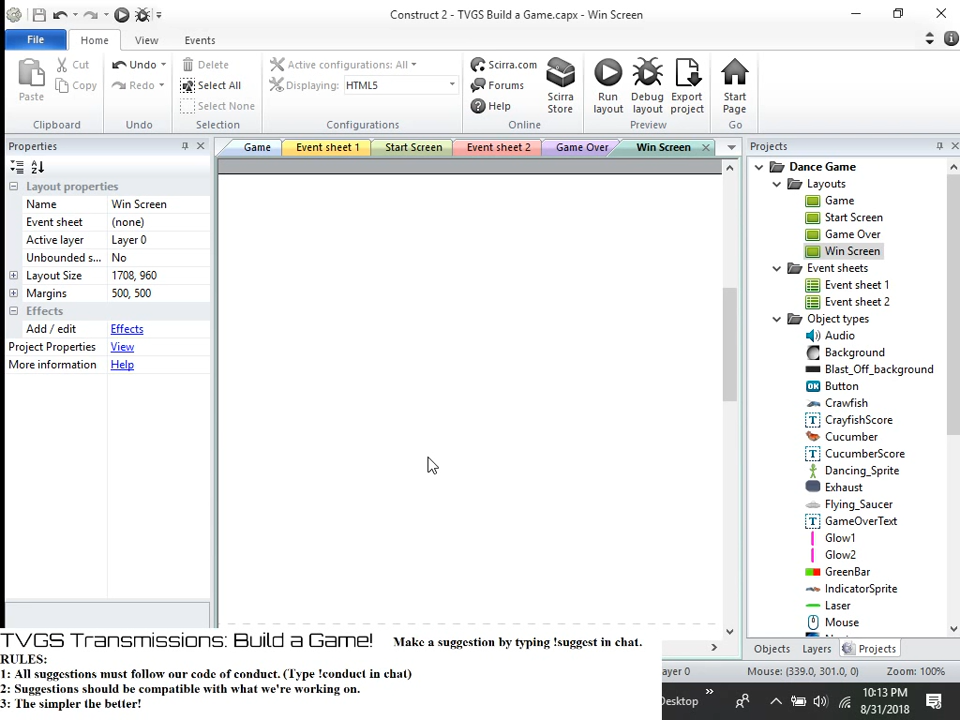 Construct 2 - TVGS Build a Game.capx - Win Screen
File Home View Events
Paste
Cut
Copy
Clipboard
Undo
Redo
Undo
Delete
Select All
Select None
Selection
Active configurations: All
Displaying: HTML5
Configurations
Scirra.com
Forums
Help
Scirra Store
Online
Run layout
Debug layout
Export project
Preview
Start Page
Go
Properties
Layout properties
Name Win Screen
Event sheet (none)
Active layer Layer 0
Unbounded s... No
Layout Size 1708, 960
Margins 500, 500
Effects
Add / edit Effects
Project Properties View
More information Help
Game Event sheet 1 Start Screen Event sheet 2 Game Over Win Screen
Projects
Dance Game
Layouts
Game
Start Screen
Game Over
Win Screen
Event sheets
Event sheet 1
Event sheet 2
Object types
Audio
Background
Blast_Off_background
Button
Crawfish
CrayfishScore
Cucumber
CucumberScore
Dancing_Sprite
Exhaust
Flying_Saucer
GameOverText
Glow1
Glow2
GreenBar
IndicatorSprite
Laser
Mouse
Objects Layers Projects
ayer 0 Mouse: (339.0, 301.0, 0) Zoom: 100%
TVGS Transmissions: Build a Game! Make a suggestion by typing !suggest in chat.
RULES:
1: All suggestions must follow our code of conduct. (Type !conduct in chat)
2: Suggestions should be compatible with what we're working on.
3: The simpler the better!
Desktop
10:13 PM
8/31/2018